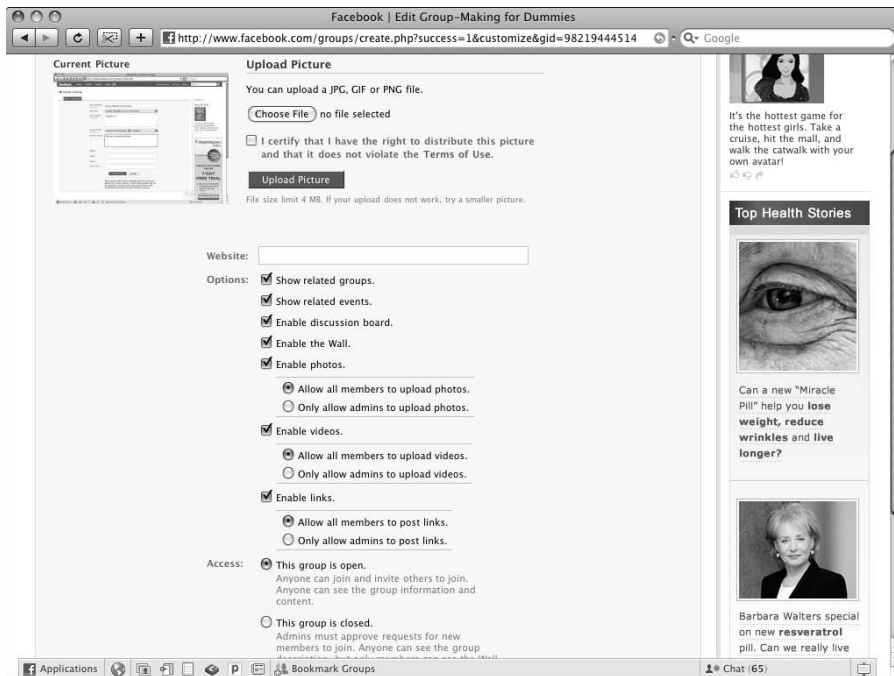 Facebook | Edit Group-Making for Dummies
http://www.facebook.com/groups/create.php?success=1&customize&gid=98219444514
Google
Current Picture
Upload Picture
You can upload a JPG, GIF or PNG file.
Choose File no file selected
I certify that I have the right to distribute this picture
and that it does not violate the Terms of Use.
Upload Picture
File size limit 4 MB. If your upload does not work, try a smaller picture.
Website:
Options:
Show related groups.
Show related events.
Enable discussion board.
Enable the Wall.
Enable photos.
Allow all members to upload photos.
Only allow admins to upload photos.
Enable videos.
Allow all members to upload videos.
Only allow admins to upload videos.
Enable links.
Allow all members to post links.
Only allow admins to post links.
Access:
This group is open.
Anyone can join and invite others to join.
Anyone can see the group information and
content.
This group is closed.
Admins must approve requests for new
members to join. Anyone can see the group
description, but only members can see the Wall
It's the hottest game for
the hottest girls. Take a
cruise, hit the mall, and
walk the catwalk with your
own avatar!
Top Health Stories
Can a new "Miracle
Pill" help you lose
weight, reduce
wrinkles and live
longer?
Barbara Walters special
on new resveratrol
pill. Can we really live
Applications
Bookmark Groups
Chat (65)